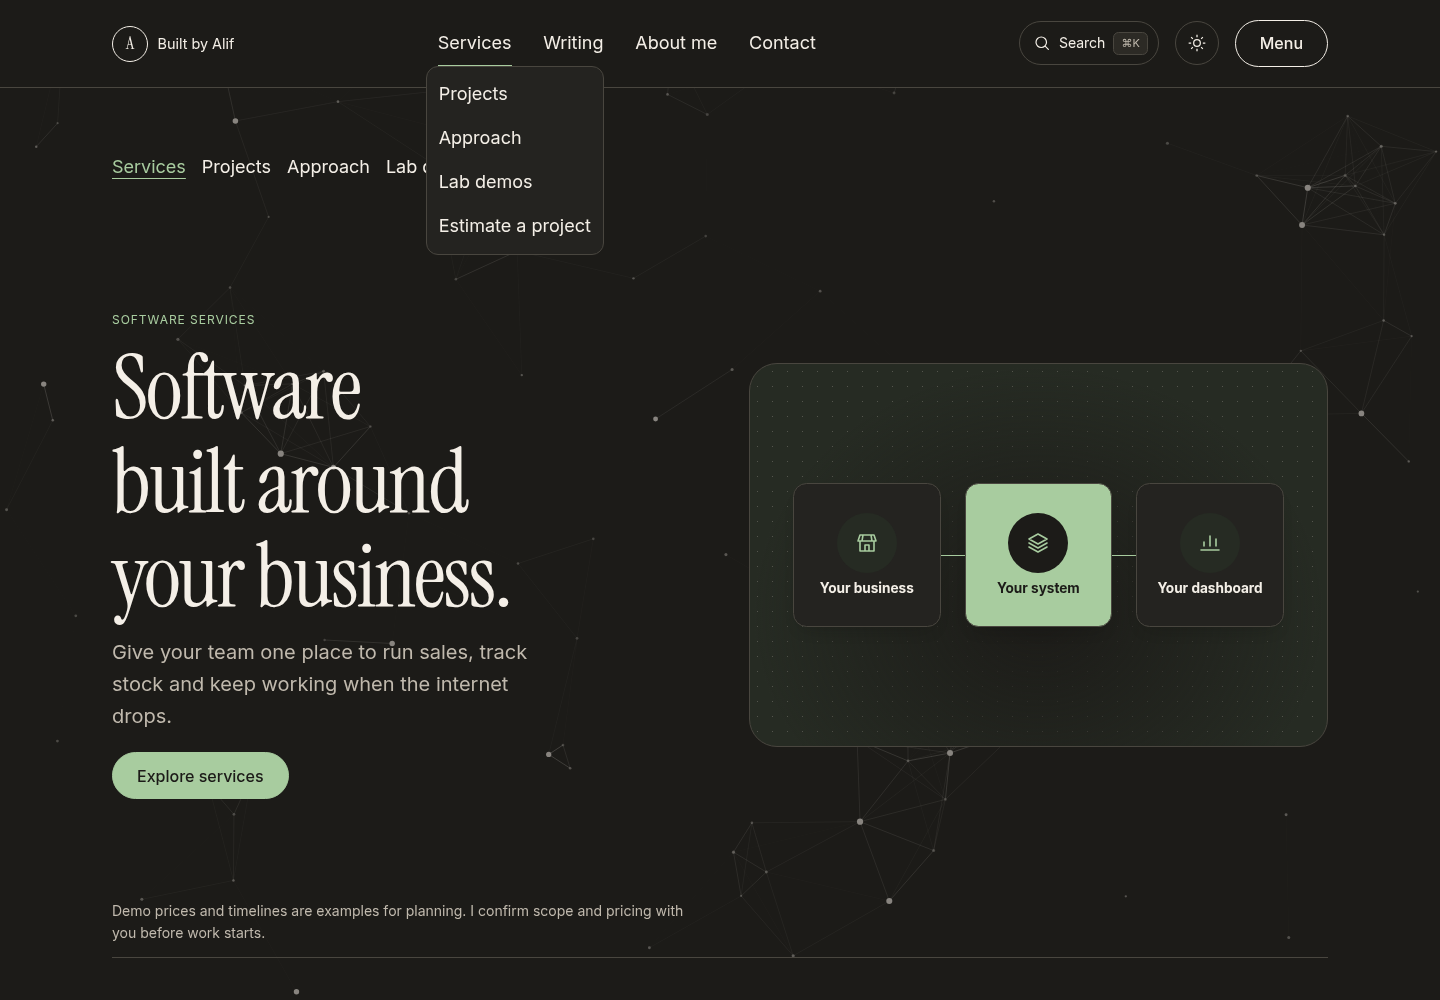 A Built by Alif
Services Writing About me Contact
Search ⌘K
Menu
Projects
Approach
Lab demos
Estimate a project
Services Projects Approach Lab
SOFTWARE SERVICES
Software
built around
your business.
Give your team one place to run sales, track
stock and keep working when the internet
drops.
Explore services
Your business
Your system
Your dashboard
Demo prices and timelines are examples for planning. I confirm scope and pricing with
you before work starts.